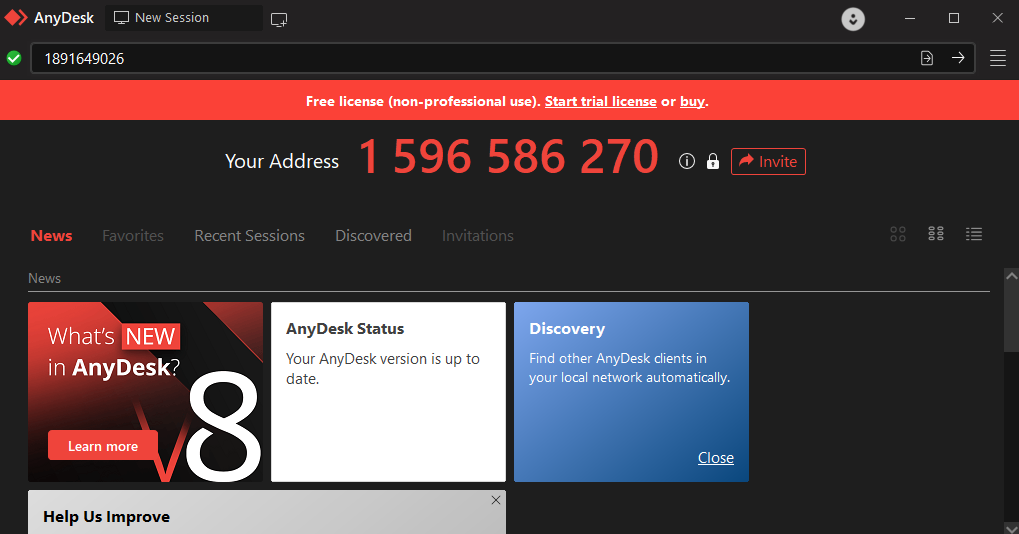 AnyDesk
New Session
1891649026
Free license (non-professional use). Start trial license or buy.
Your Address 1 596 586 270 Invite
News Favorites Recent Sessions Discovered Invitations
News
What's NEW
in AnyDesk?
V8
Learn more
AnyDesk Status
Your AnyDesk version is up to
date.
Discovery
Find other AnyDesk clients in
your local network automatically.
Close
Help Us Improve